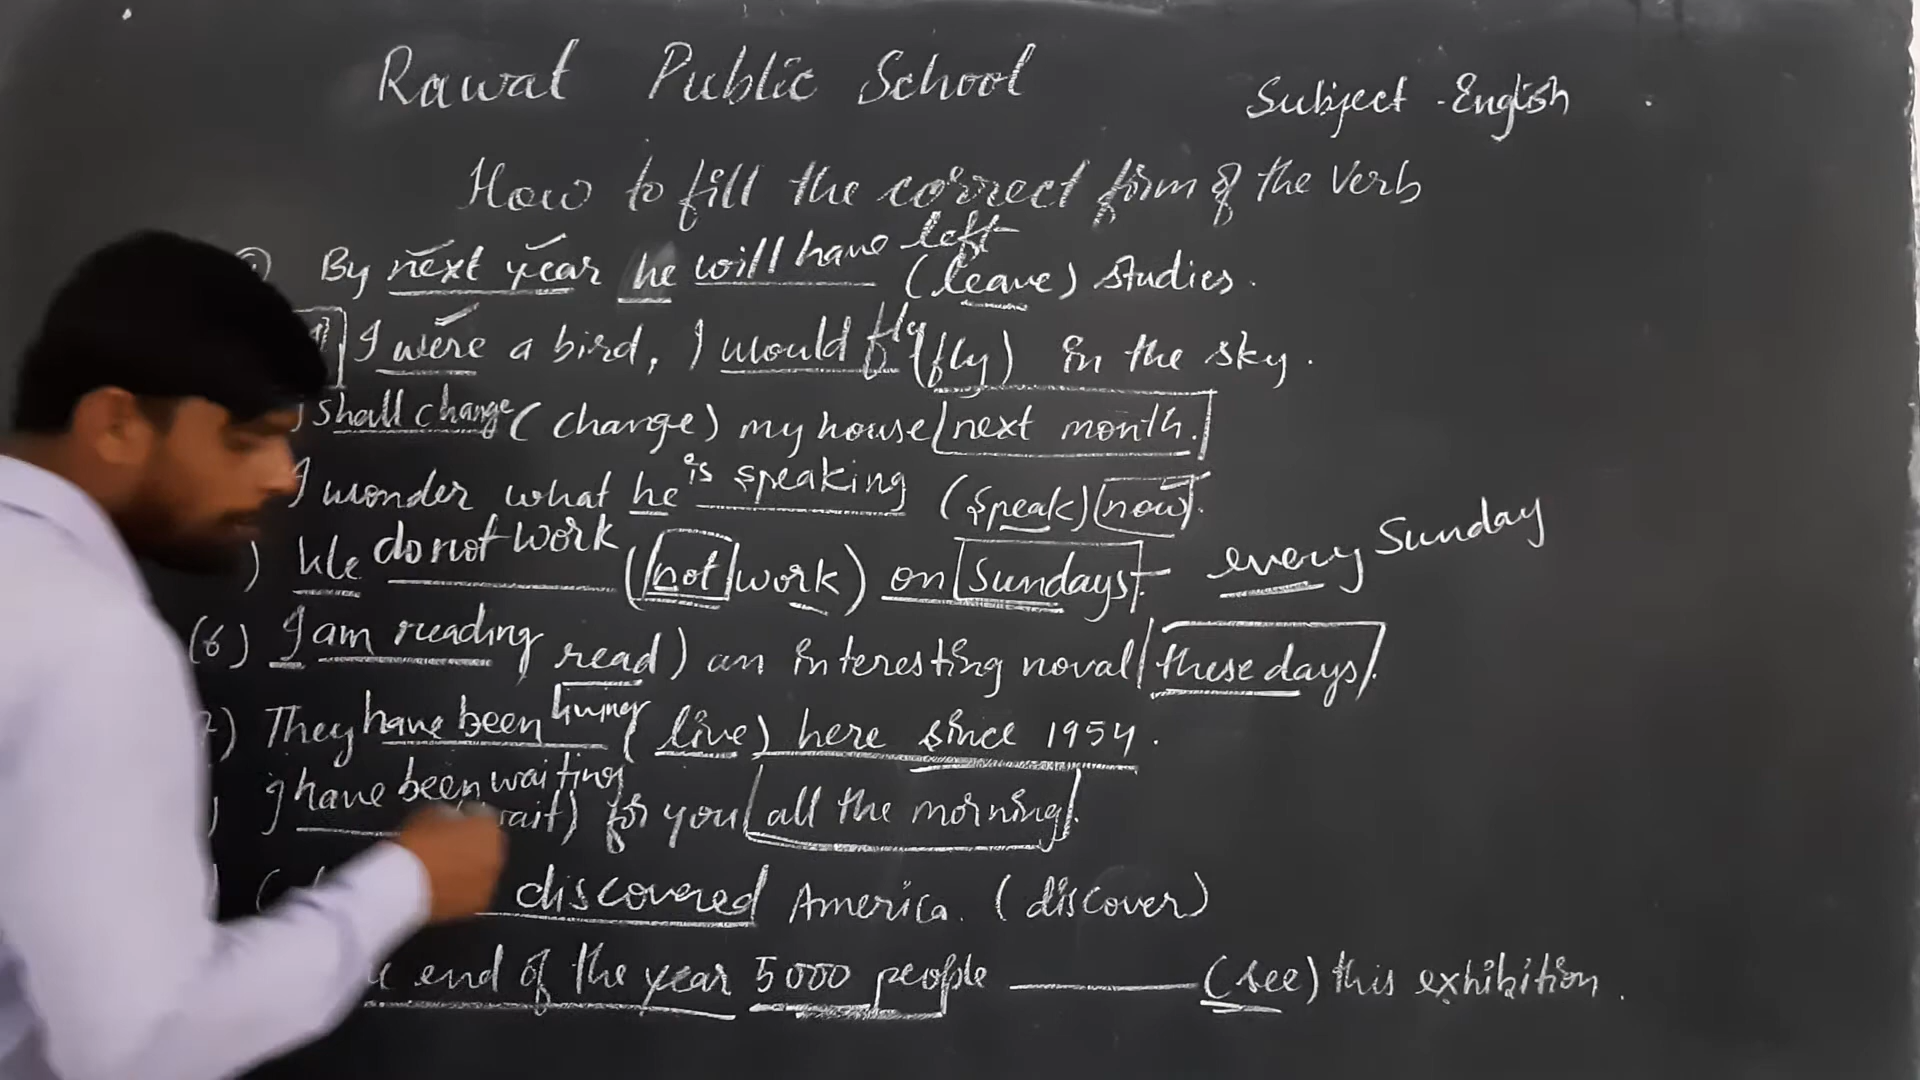 Rawat Public School
Subject - English
How to fill the correct form of the Verb
By next year he will have left (leave) studies.
I were a bird, I would fly (fly) in the sky.
I shall change (change) my house next month.
I wonder what he is speaking (speak) now.
) We do not work (not work) on Sundays. every Sunday
(6) I am reading read) an interesting noval these days.
) They have been living (live) here since 1954.
) I have been waiting for you all the morning.
discovered America. (discover)
end of the year 5000 people ______ (see) this exhibition.